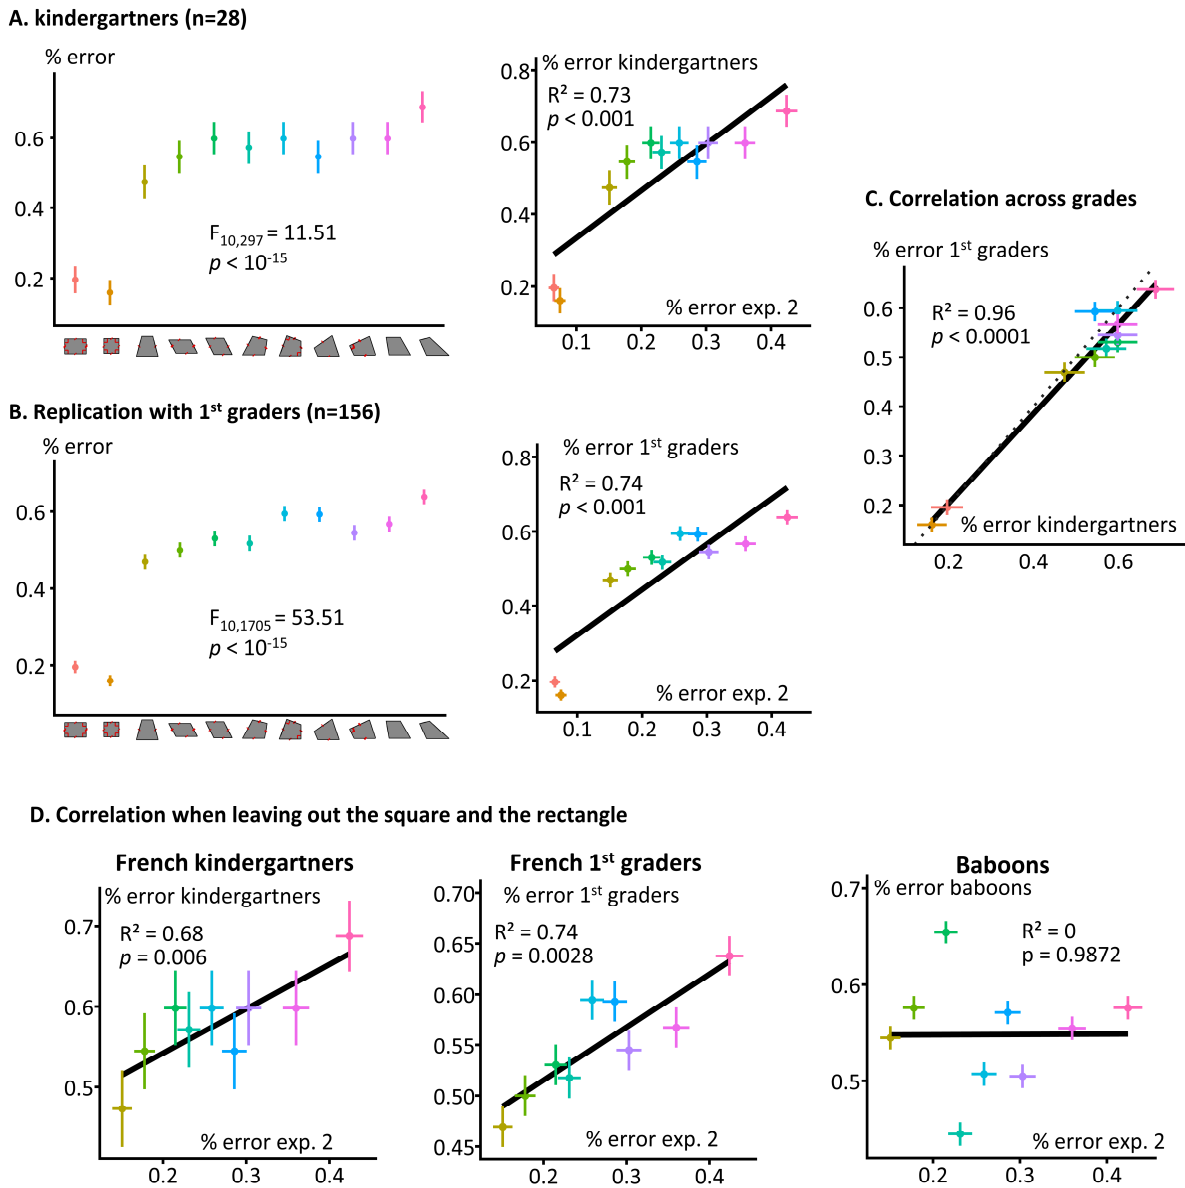 A. kindergartners (n=28)
% error
0.6
0.4
0.2
F10,297 = 11.51
p < 10-15
% error kindergartners
0.8
0.6
0.4
0.2
R² = 0.73
p < 0.001
% error exp. 2
0.1 0.2 0.3 0.4
B. Replication with 1st graders (n=156)
% error
0.6
0.4
0.2
F10,1705 = 53.51
p < 10-15
% error 1st graders
0.8
0.6
0.4
0.2
R² = 0.74
p < 0.001
% error exp. 2
0.1 0.2 0.3 0.4
C. Correlation across grades
% error 1st graders
0.6
0.5
0.4
0.3
0.2
R² = 0.96
p < 0.0001
% error kindergartners
0.2 0.4 0.6
D. Correlation when leaving out the square and the rectangle
French kindergartners
% error kindergartners
0.7
0.6
0.5
R² = 0.68
p = 0.006
% error exp. 2
0.2 0.3 0.4
French 1st graders
% error 1st graders
0.70
0.65
0.60
0.55
0.50
0.45
R² = 0.74
p = 0.0028
% error exp. 2
0.2 0.3 0.4
Baboons
% error baboons
0.7
0.6
0.5
R² = 0
p = 0.9872
% error exp. 2
0.2 0.3 0.4